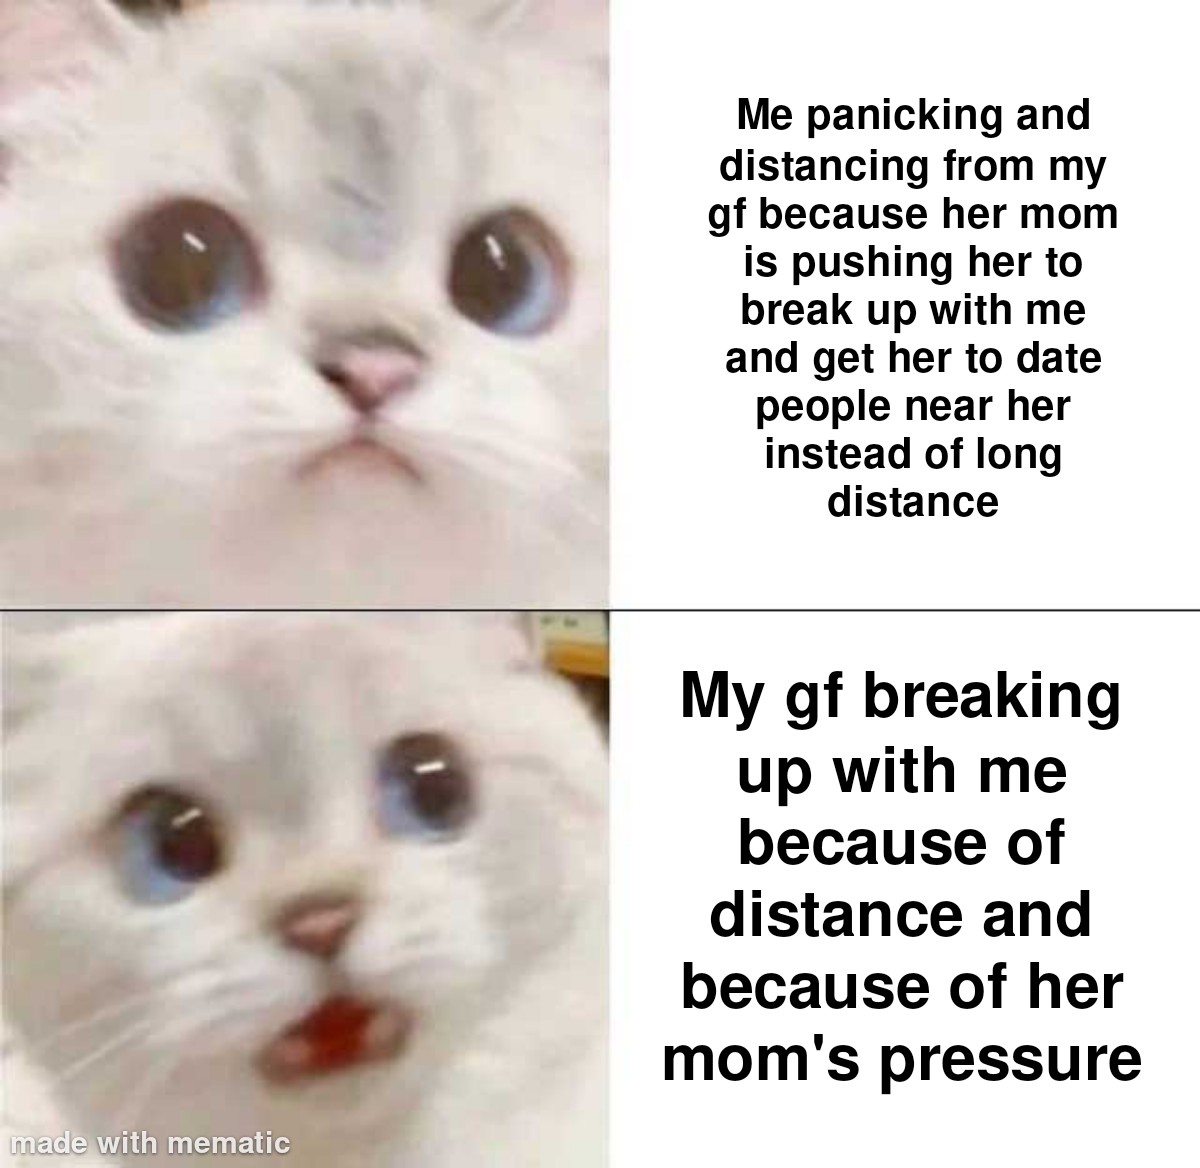 Me panicking and
distancing from my
gf because her mom
is pushing her to
break up with me
and get her to date
people near her
instead of long
distance
My gf breaking
up with me
because of
distance and
because of her
mom's pressure
made with mematic